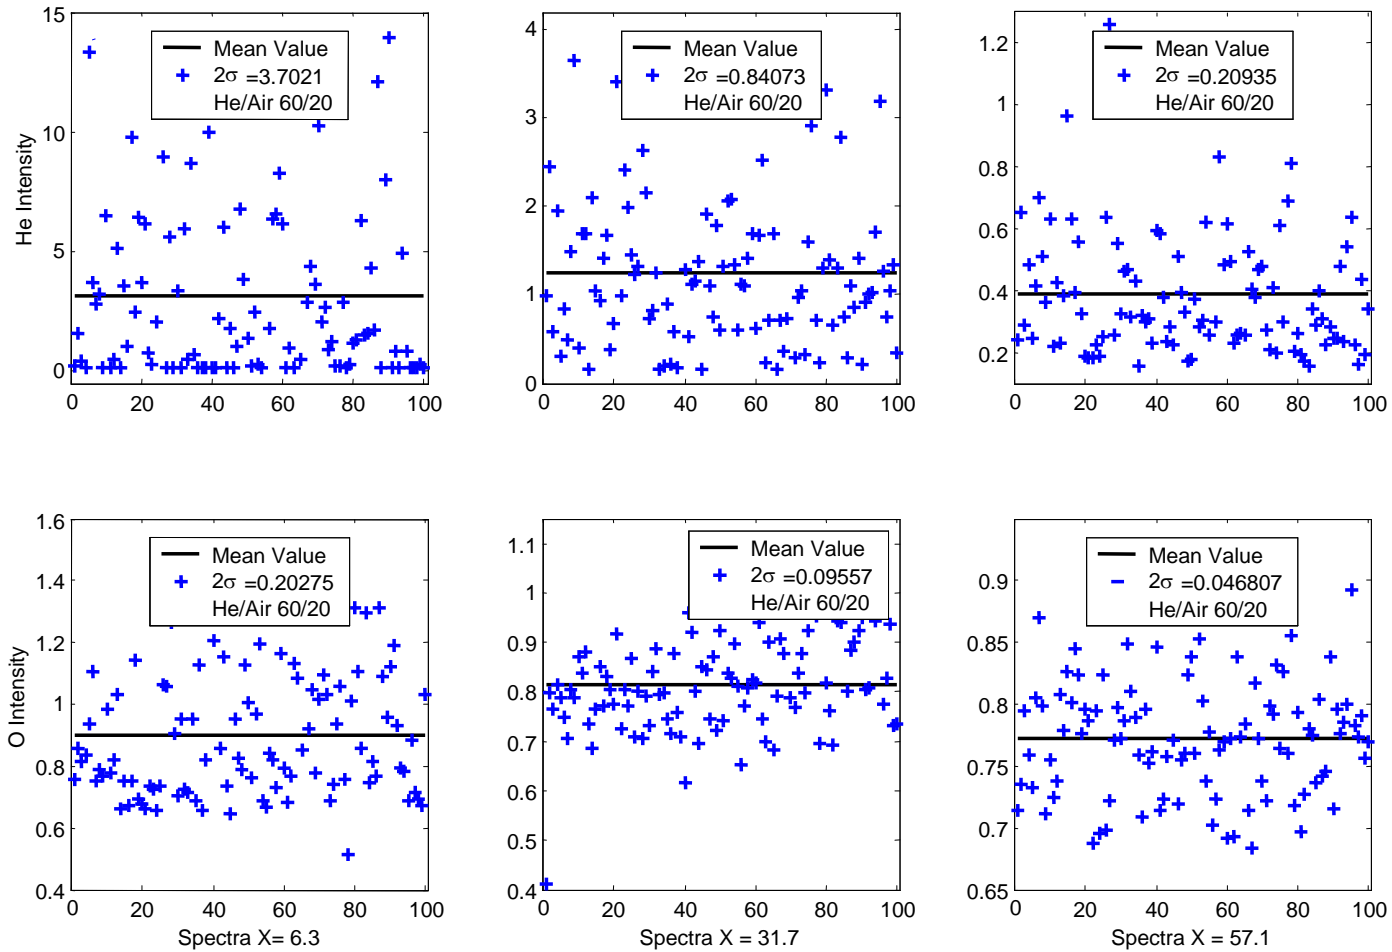 He Intensity
15
10
5
0
0 20 40 60 80 100
Mean Value
2σ =3.7021
He/Air 60/20
4
3
2
1
0
0 20 40 60 80 100
Mean Value
2σ =0.84073
He/Air 60/20
1.2
1
0.8
0.6
0.4
0.2
0 20 40 60 80 100
Mean Value
2σ =0.20935
He/Air 60/20
O Intensity
1.6
1.4
1.2
1
0.8
0.6
0.4
0 20 40 60 80 100
Mean Value
2σ =0.20275
He/Air 60/20
Spectra X= 6.3
1.1
1
0.9
0.8
0.7
0.6
0.5
0.4
0 20 40 60 80 100
Mean Value
2σ =0.09557
He/Air 60/20
Spectra X = 31.7
0.9
0.85
0.8
0.75
0.7
0.65
0 20 40 60 80 100
Mean Value
2σ =0.046807
He/Air 60/20
Spectra X = 57.1